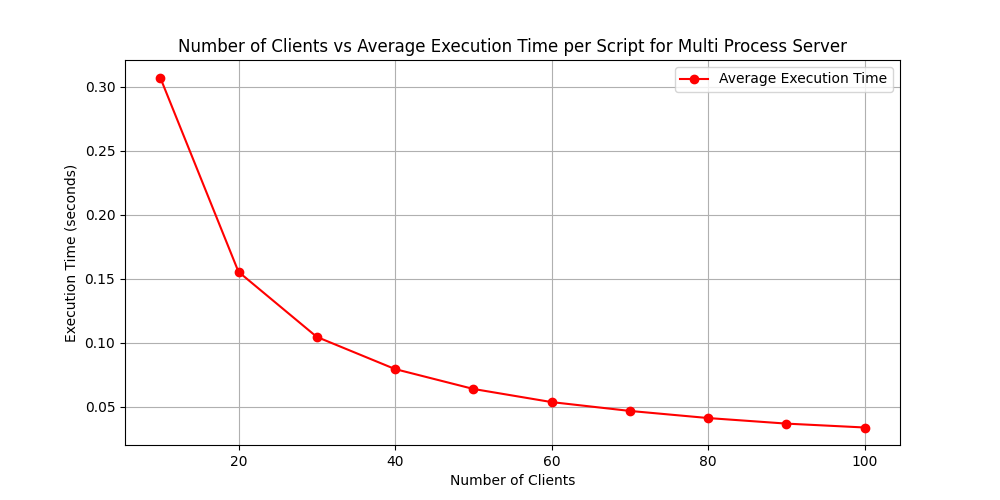 Number of Clients vs Average Execution Time per Script for Multi Process Server
Average Execution Time
Execution Time (seconds)
0.30
0.25
0.20
0.15
0.10
0.05
20 40 60 80 100
Number of Clients